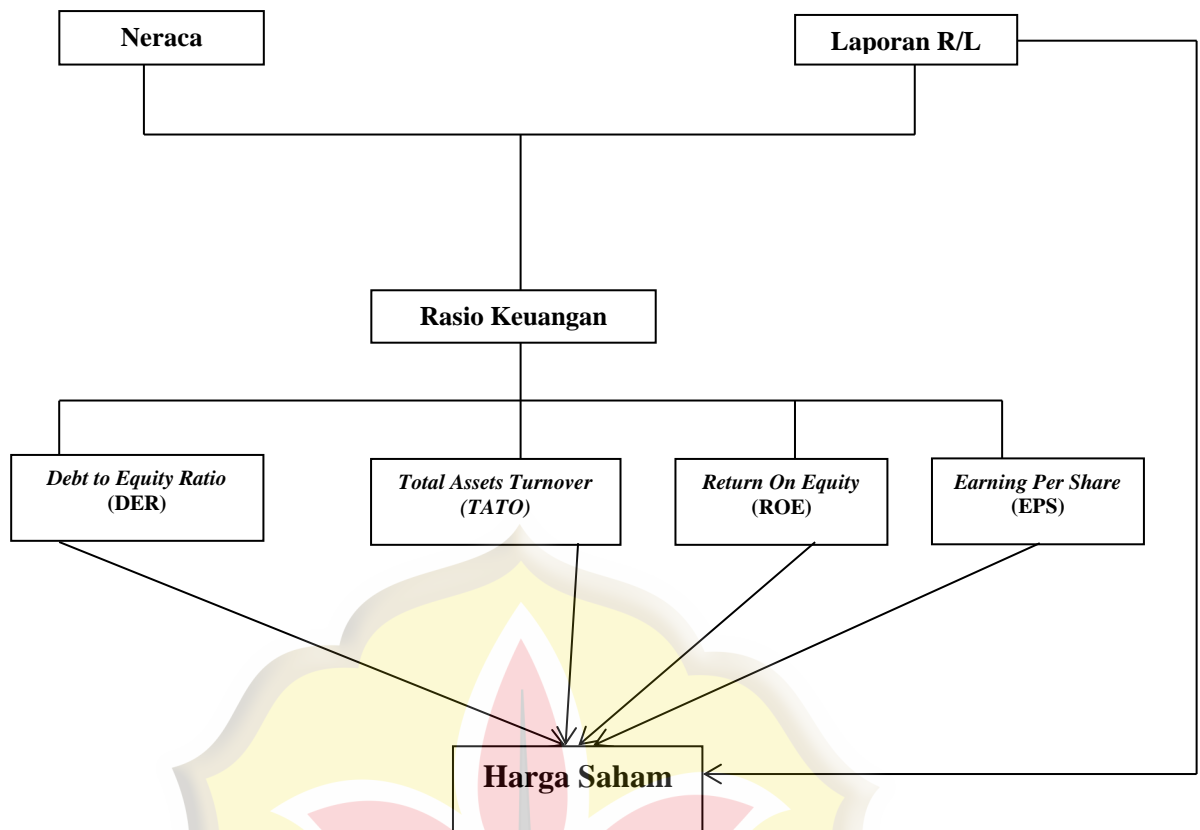 Neraca
Laporan R/L
Rasio Keuangan
Debt to Equity Ratio
(DER)
Total Assets Turnover
(TATO)
Return On Equity
(ROE)
Earning Per Share
(EPS)
Harga Saham